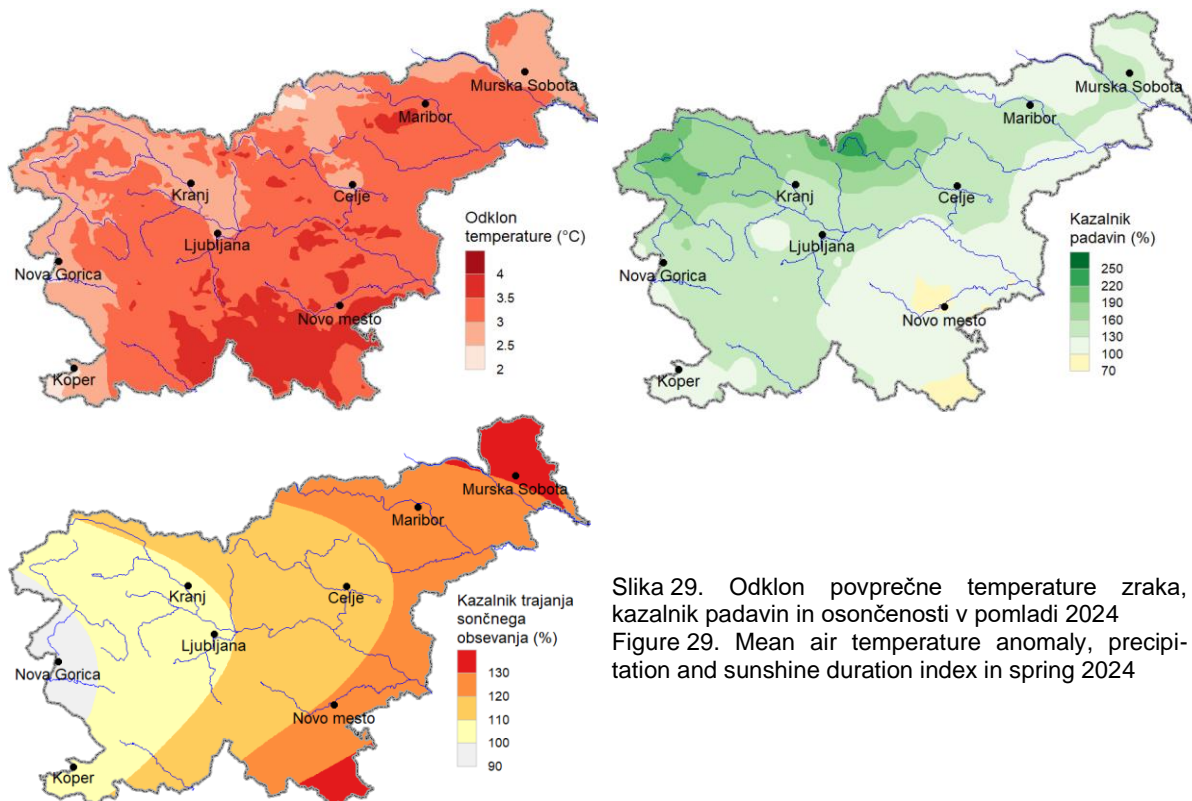 Murska Sobota
Maribor
Kranj
Celje
Ljubljana
Nova Gorica
Novo mesto
Koper
Odklon
temperature (°C)
4
3.5
3
2.5
2
Murska Sobota
Maribor
Kranj
Celje
Ljubljana
Nova Gorica
Novo mesto
Koper
Kazalnik
padavin (%)
250
220
190
160
130
100
70
Murska Sobota
Maribor
Kranj
Celje
Ljubljana
Nova Gorica
Novo mesto
Koper
Kazalnik trajanja
sončnega
obsevanja (%)
130
120
110
100
90
Slika 29. Odklon povprečne temperature zraka,
kazalnik padavin in osončenosti v pomladi 2024
Figure 29. Mean air temperature anomaly, precipi-
tation and sunshine duration index in spring 2024